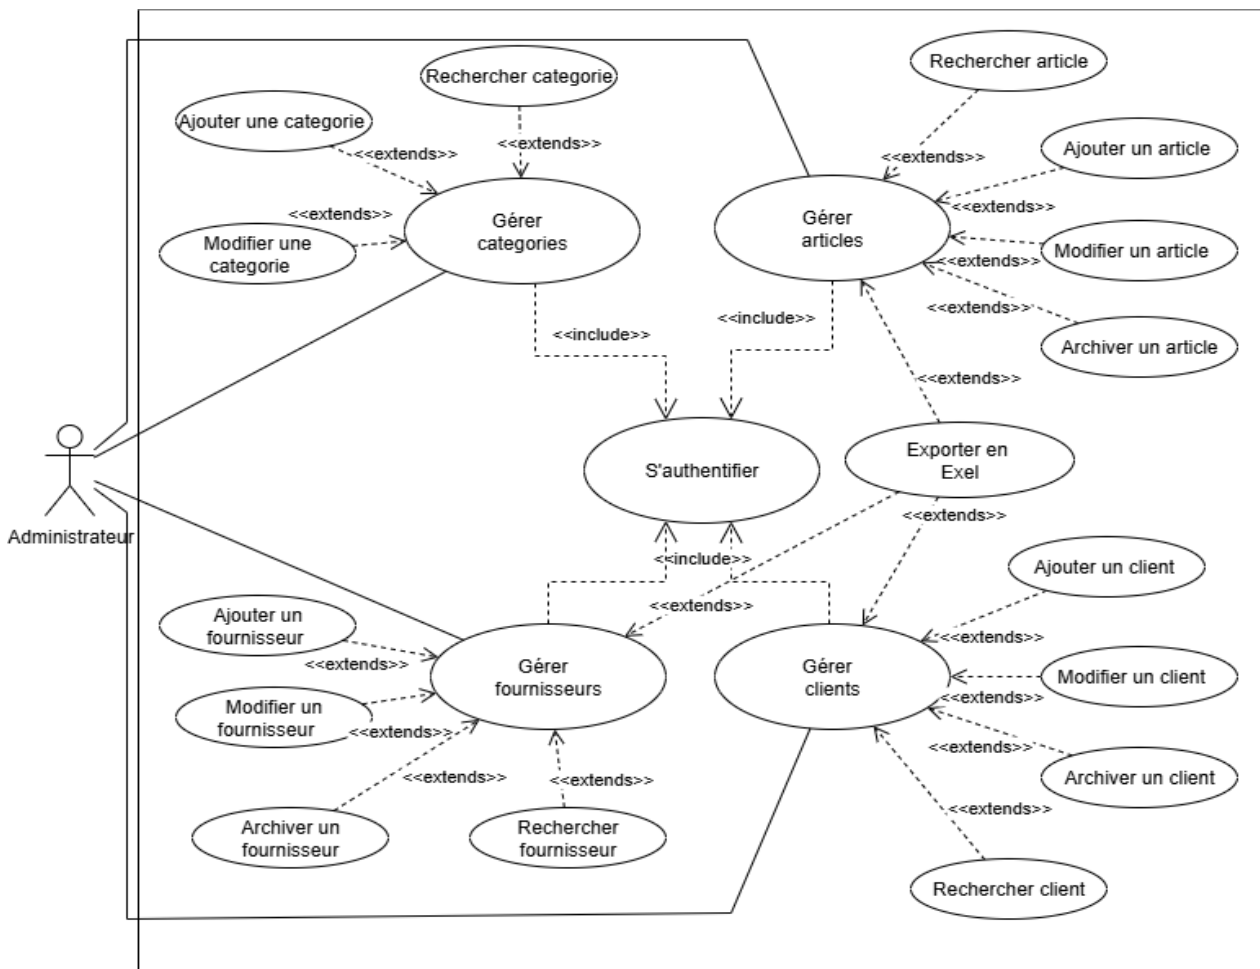 Rechercher article
Rechercher categorie
Ajouter une categorie
<<extends>>
<<extends>>
<<extends>>
Ajouter un article
<<extends>>
Gérer
categories
Gérer
articles
<<extends>>
Modifier une
categorie
Modifier un article
<<extends>>
<<extends>>
<<include>>
<<include>>
Archiver un article
<<extends>>
S'authentifier
Exporter en
Exel
<<extends>>
Administrateur
<<include>>
Ajouter un client
<<extends>>
Ajouter un
fournisseur
<<extends>>
<<extends>>
Gérer
fournisseurs
Gérer
clients
Modifier un client
<<extends>>
Modifier un
fournisseur
<<extends>>
<<extends>>
<<extends>>
<<extends>>
Archiver un client
<<extends>>
Archiver un
fournisseur
Rechercher
fournisseur
Rechercher client